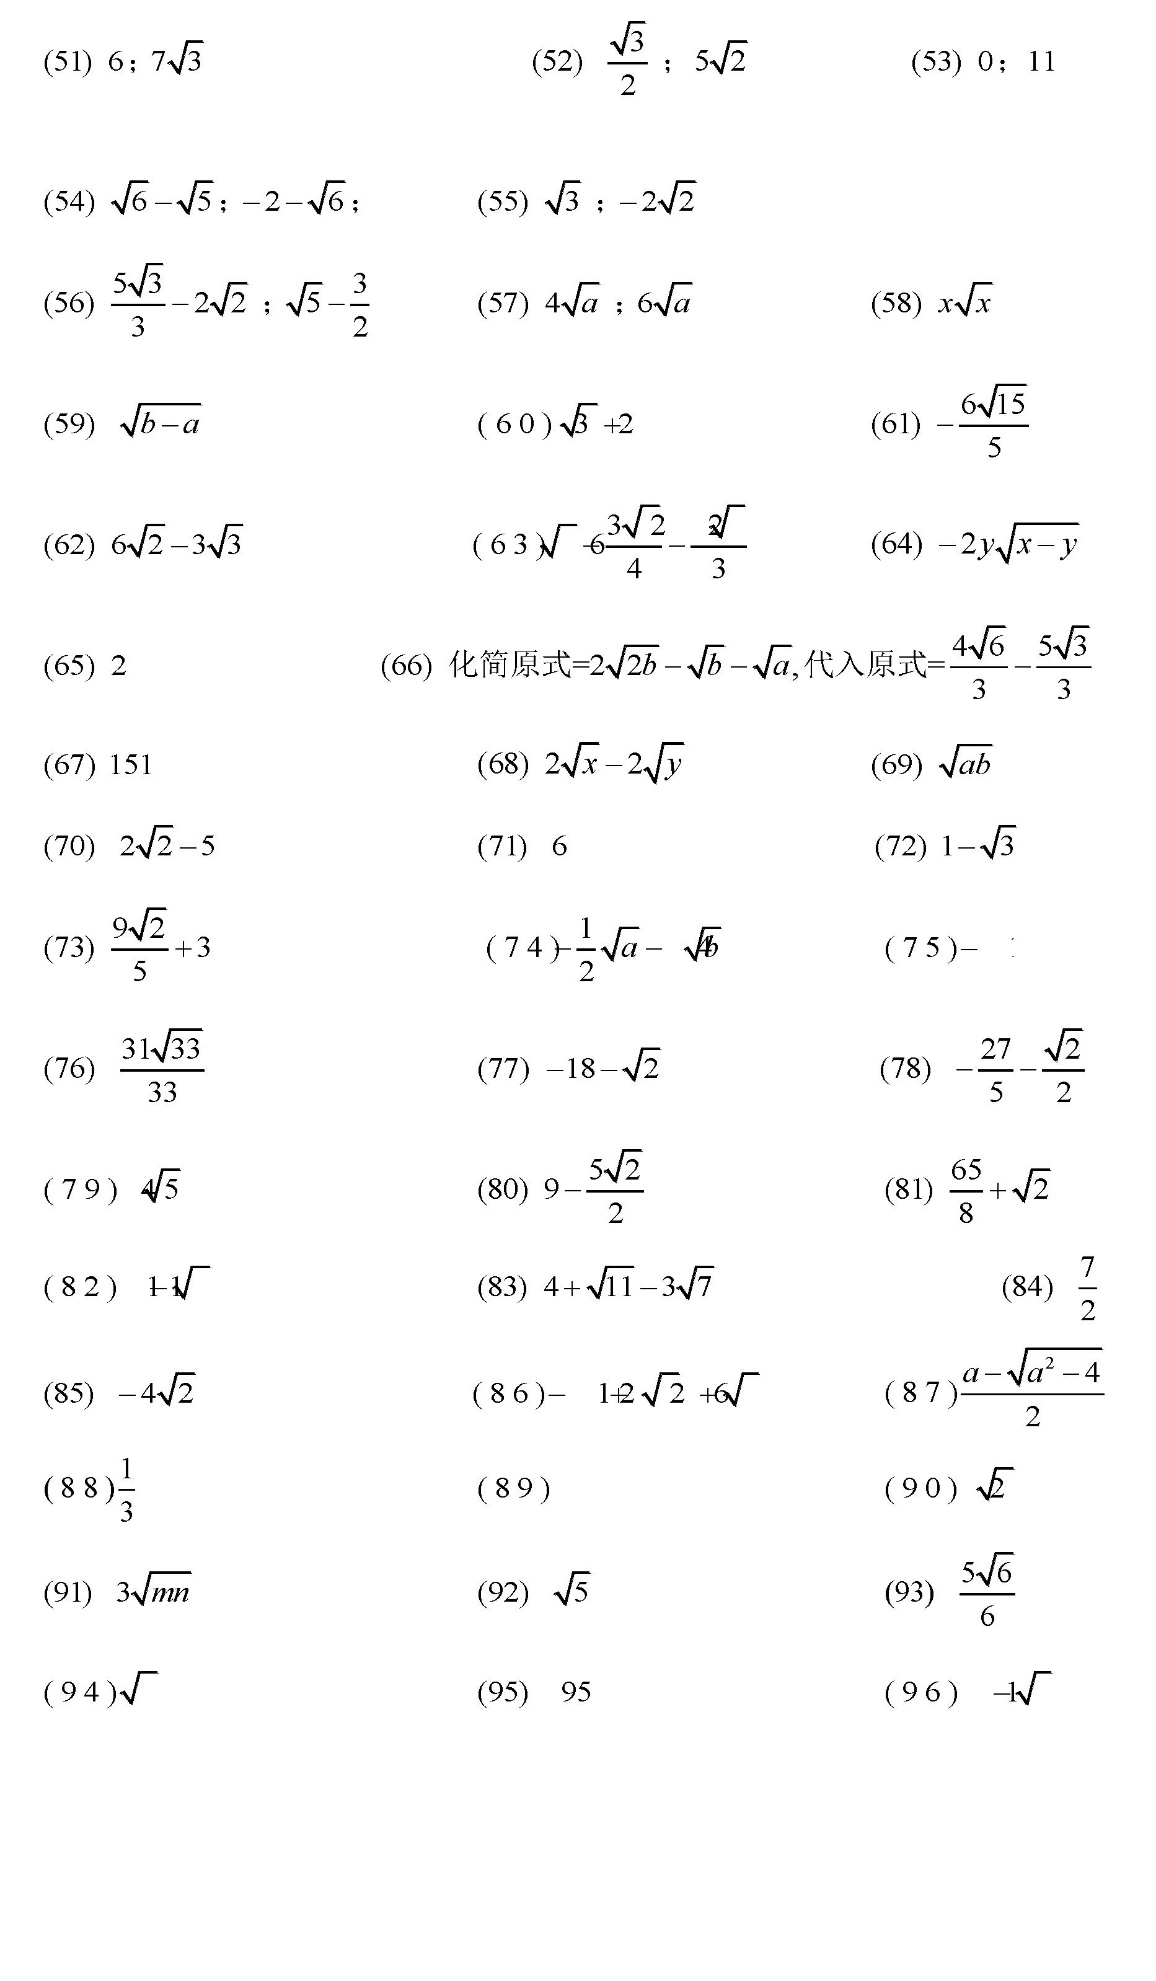 (51) 6；7√3 (52) √3/2 ；5√2 (53) 0；11
(54) √6−√5；−2−√6； (55) √3 ；−2√2
(56) 5√3/3−2√2 ；√5−3/2 (57) 4√a ；6√a (58) x√x
(59) √(b−a) (60) √3+2 (61) −6√15/5
(62) 6√2−3√3 (63) (64) −2y√(x−y)
(65) 2 (66) 化简原式=2√(2b)−√b−√a,代入原式=4√6/3−5√3/3
(67) 151 (68) 2√x−2√y (69) √(ab)
(70) 2√2−5 (71) 6 (72) 1−√3
(73) 9√2/5+3 (74) −1/2√a− (75) −
(76) 31√33/33 (77) −18−√2 (78) −27/5−√2/2
(79) 4√5 (80) 9−5√2/2 (81) 65/8+√2
(82) (83) 4+√11−3√7 (84) 7/2
(85) −4√2 (86) (87) (a−√(a²−4))/2
(88) 1/3 (89) (90) √2
(91) 3√(mn) (92) √5 (93) 5√6/6
(94) √ (95) 95 (96)